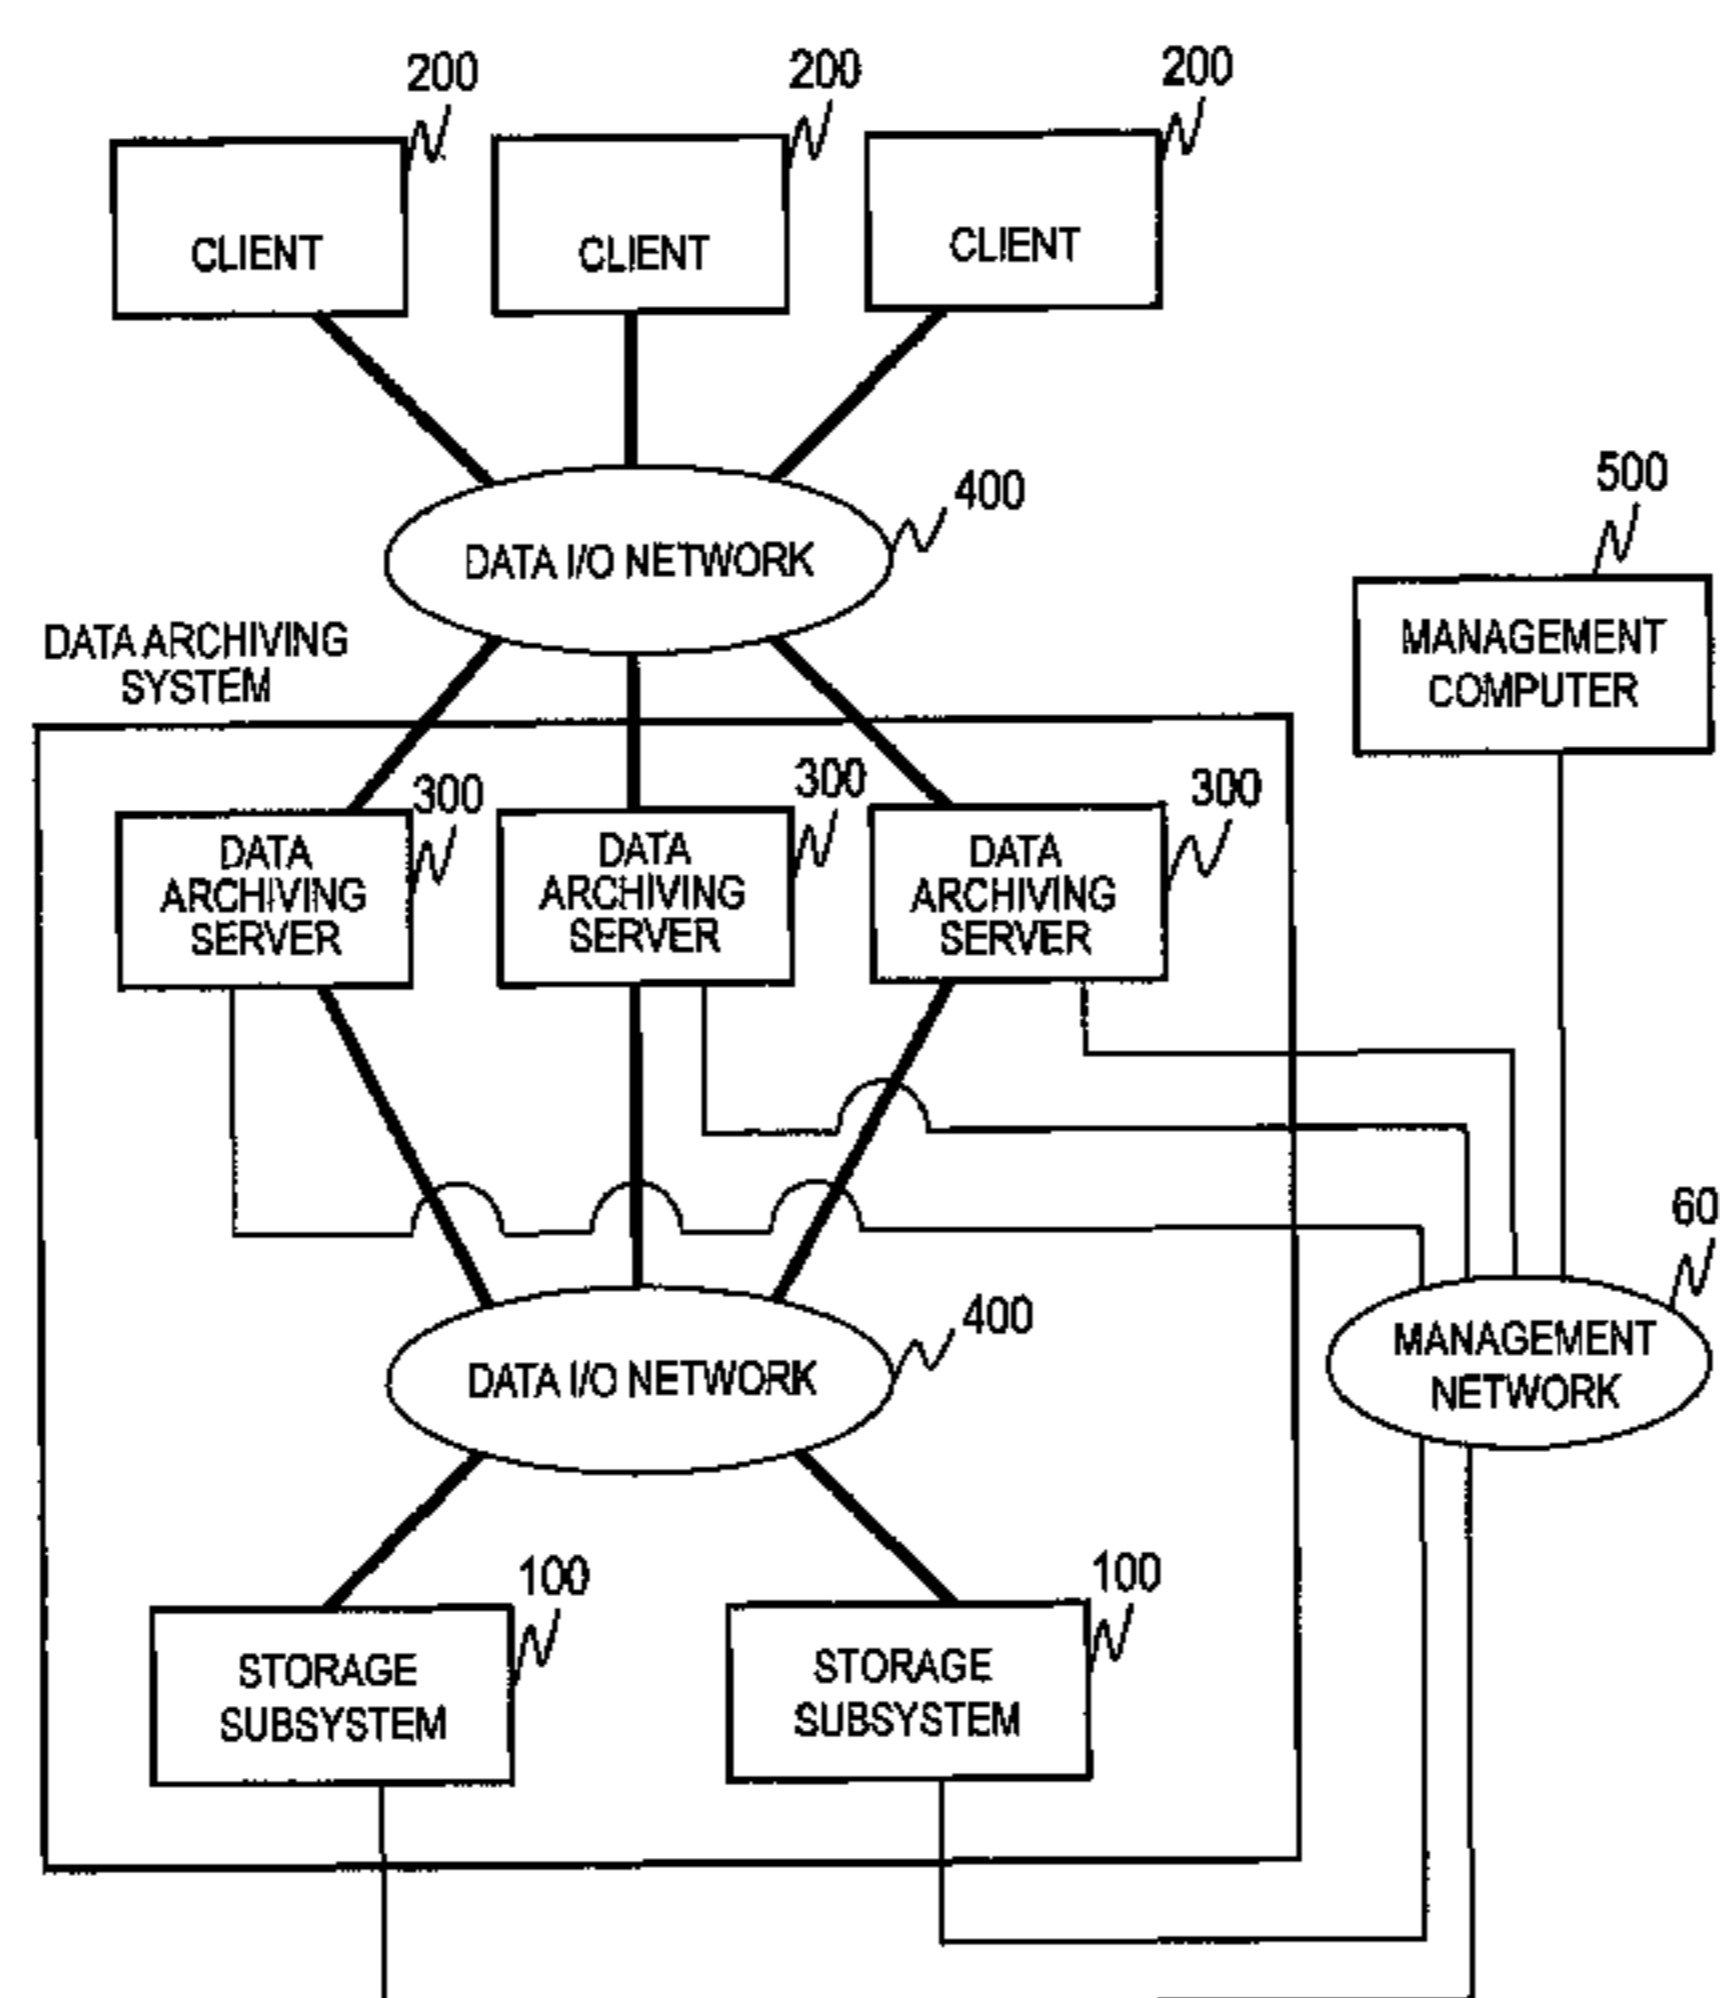 200
200
200
CLIENT
CLIENT
CLIENT
400
DATA I/O NETWORK
500
MANAGEMENT
COMPUTER
DATA ARCHIVING
SYSTEM
300
300
300
DATA
ARCHIVING
SERVER
DATA
ARCHIVING
SERVER
DATA
ARCHIVING
SERVER
60
MANAGEMENT
NETWORK
400
DATA I/O NETWORK
100
100
STORAGE
SUBSYSTEM
STORAGE
SUBSYSTEM